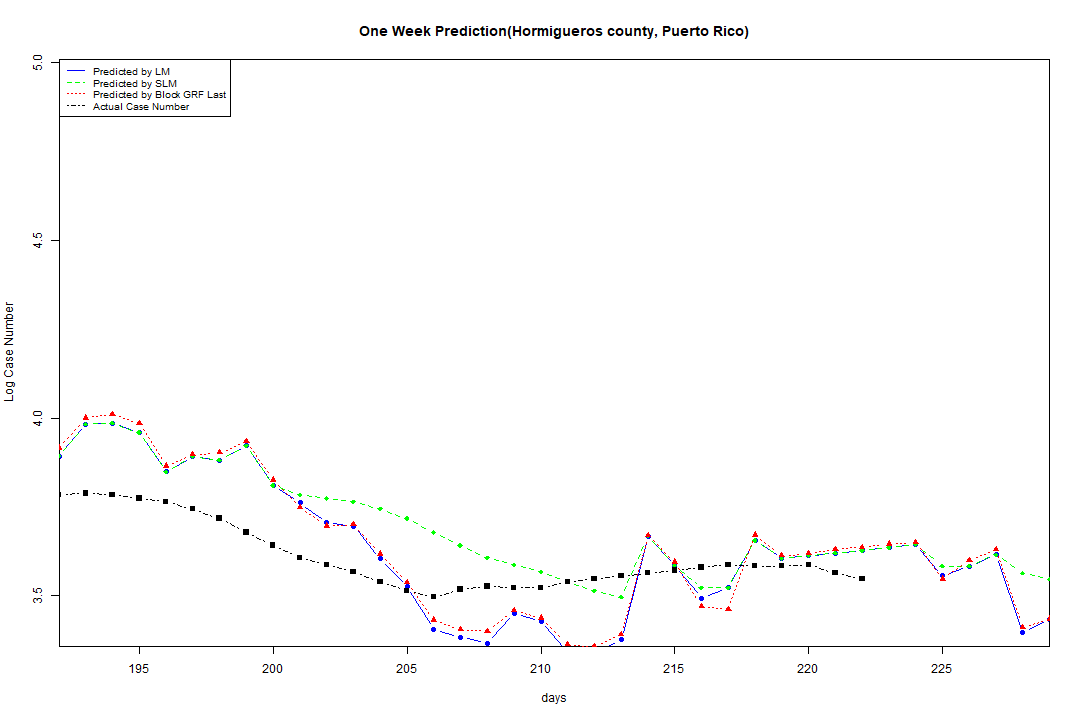 One Week Prediction(Hormigueros county, Puerto Rico)
Predicted by LM
Predicted by SLM
Predicted by Block GRF Last
Actual Case Number
Log Case Number
5.0
4.5
4.0
3.5
195 200 205 210 215 220 225
days